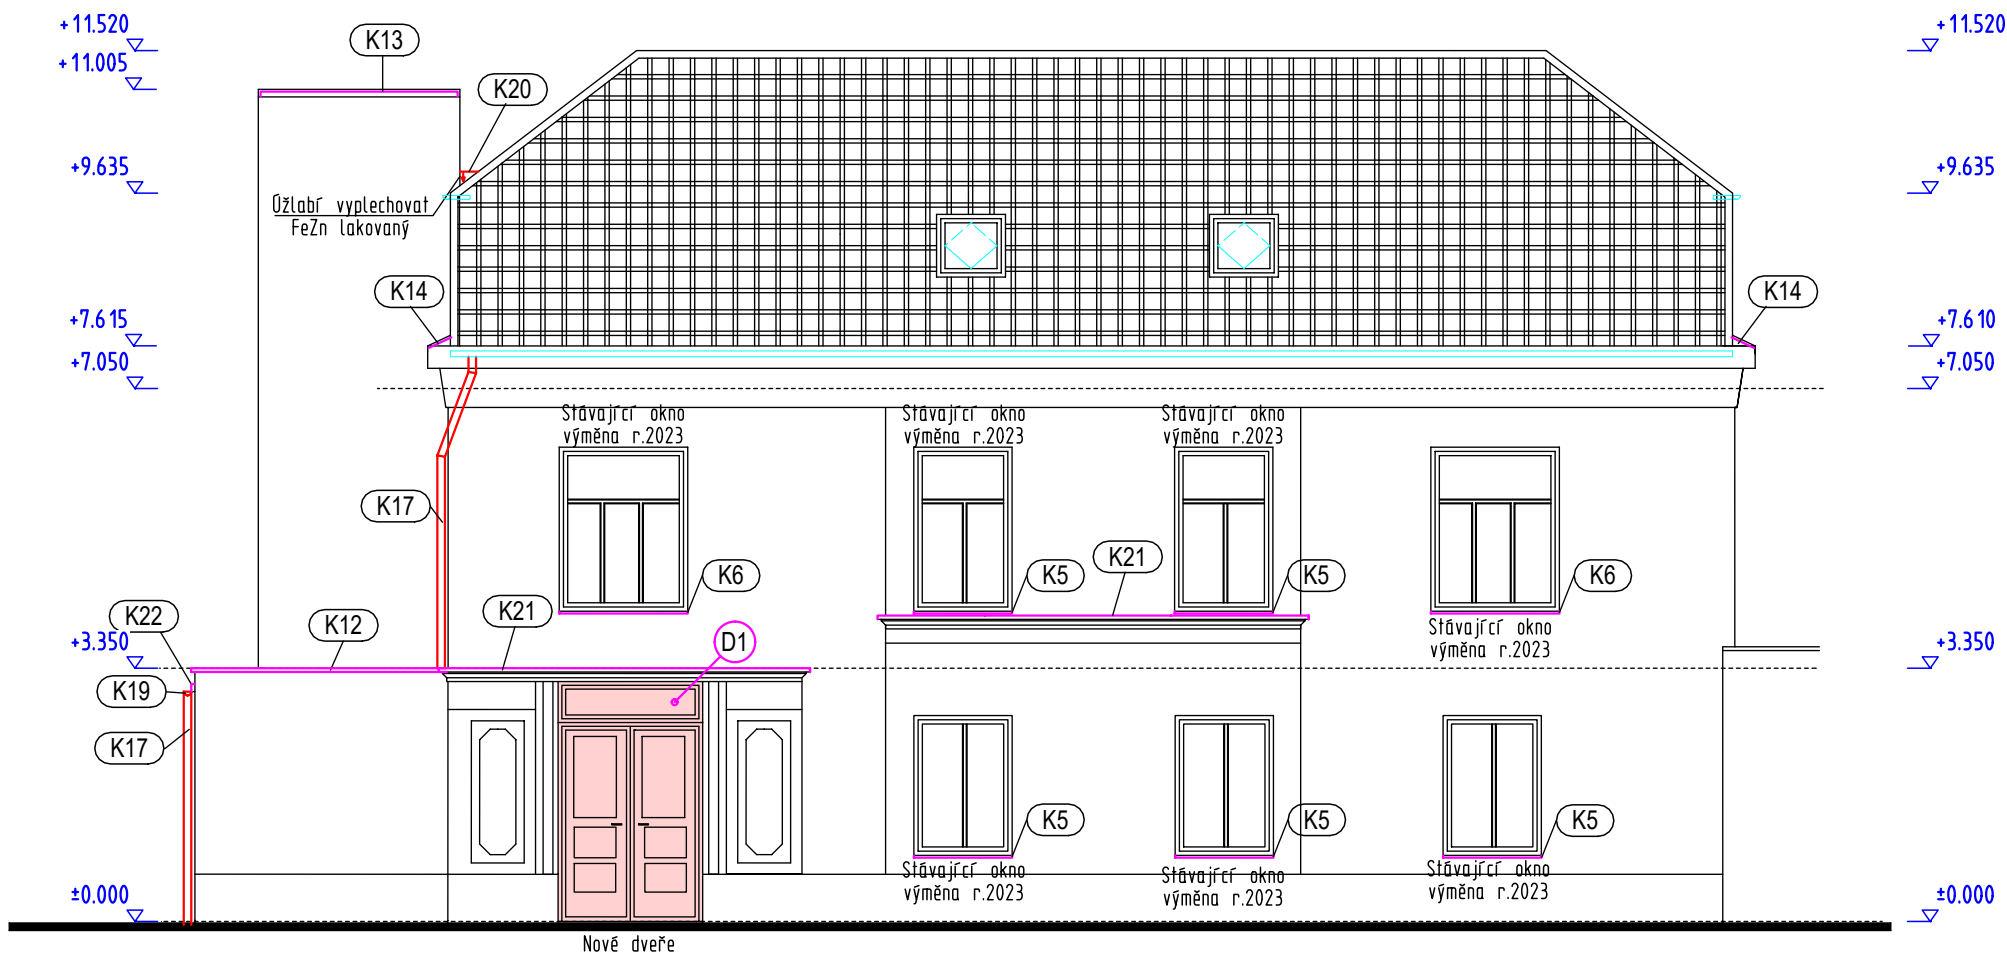 +11.520
+11.520
K13
+11.005
K20
+9.635
+9.635
Úžlabí vyplechovat
FeZn lakovaný
K14
K14
+7.615
+7.610
+7.050
+7.050
Stávající okno
výměna r.2023
Stávající okno
výměna r.2023
Stávající okno
výměna r.2023
K17
K21
K6
K5
K5
K6
K22
K12
K21
D1
Stávající okno
výměna r.2023
+3.350
+3.350
K19
K17
K5
K5
K5
Stávající okno
výměna r.2023
Stávající okno
výměna r.2023
Stávající okno
výměna r.2023
±0.000
±0.000
Nové dveře